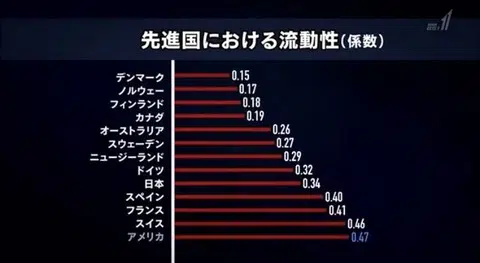 先進国における流動性(係数)
デンマーク 0.15
ノルウェー 0.17
フィンランド 0.18
カナダ 0.19
オーストラリア 0.26
スウェーデン 0.27
ニュージーランド 0.29
ドイツ 0.32
日本 0.34
スペイン 0.40
フランス 0.41
スイス 0.46
アメリカ 0.47